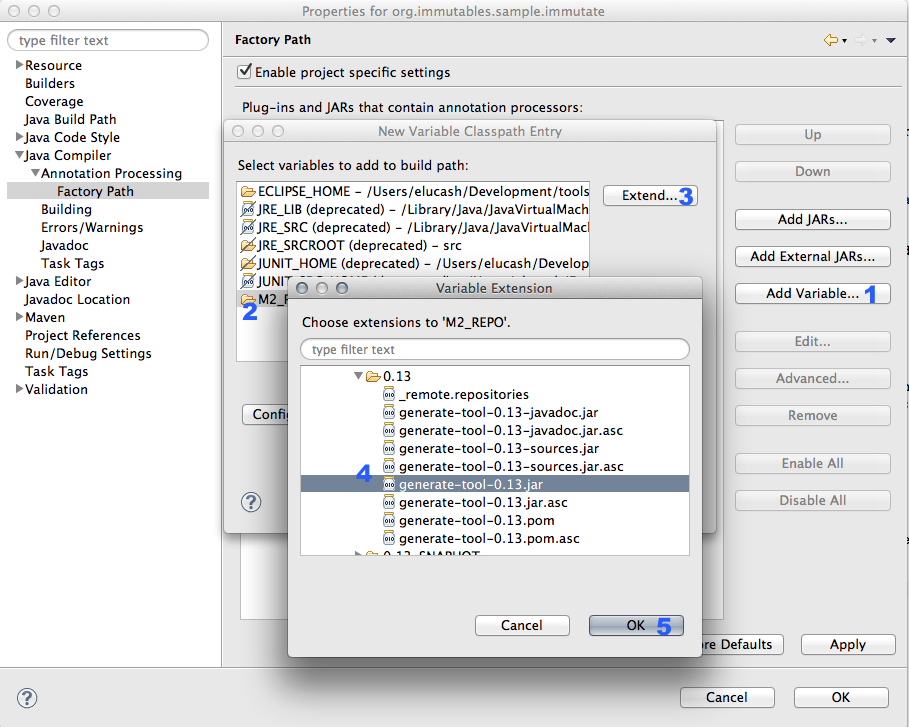 Properties for org.immutables.sample.immutate
type filter text
Resource
Builders
Coverage
Java Build Path
Java Code Style
Java Compiler
Annotation Processing
Factory Path
Building
Errors/Warnings
Javadoc
Task Tags
Java Editor
Javadoc Location
Maven
Project References
Run/Debug Settings
Task Tags
Validation
Factory Path
Enable project specific settings
Plug-ins and JARs that contain annotation processors:
Up
Down
Add JARs...
Add External JARs...
Add Variable... 1
Edit...
Advanced...
Remove
Enable All
Disable All
New Variable Classpath Entry
Select variables to add to build path:
ECLIPSE_HOME – /Users/elucash/Development/tools
JRE_LIB (deprecated) – /Library/Java/JavaVirtualMach
JRE_SRC (deprecated) – /Library/Java/JavaVirtualMach
JRE_SRCROOT (deprecated) – src
JUNIT_HOME (deprecated) – /Users/elucash/Develop
M2_R
2
Extend... 3
Config
?
Variable Extension
Choose extensions to 'M2_REPO'.
type filter text
0.13
_remote.repositories
generate-tool-0.13-javadoc.jar
generate-tool-0.13-javadoc.jar.asc
generate-tool-0.13-sources.jar
generate-tool-0.13-sources.jar.asc
4 generate-tool-0.13.jar
generate-tool-0.13.jar.asc
generate-tool-0.13.pom
generate-tool-0.13.pom.asc
0.13-SNAPSHOT
Cancel
OK 5
ore Defaults
Apply
?
Cancel
OK